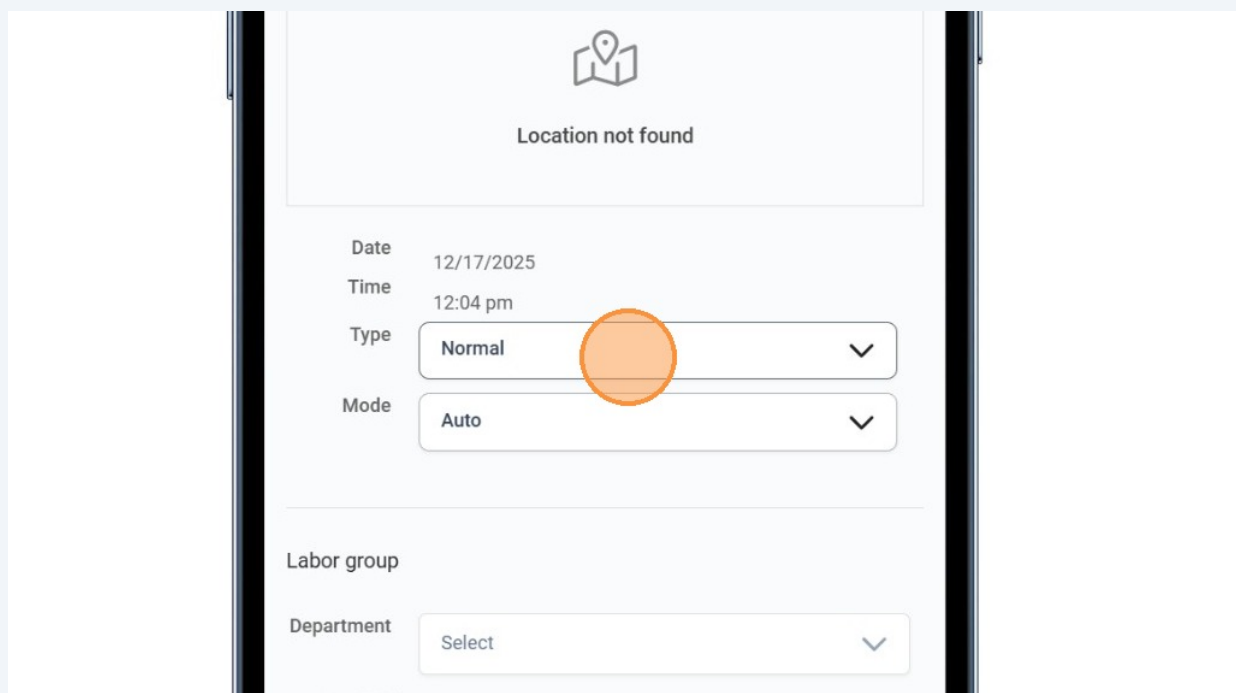 Location not found
Date
12/17/2025
Time
12:04 pm
Type
Normal
Mode
Auto
Labor group
Department
Select